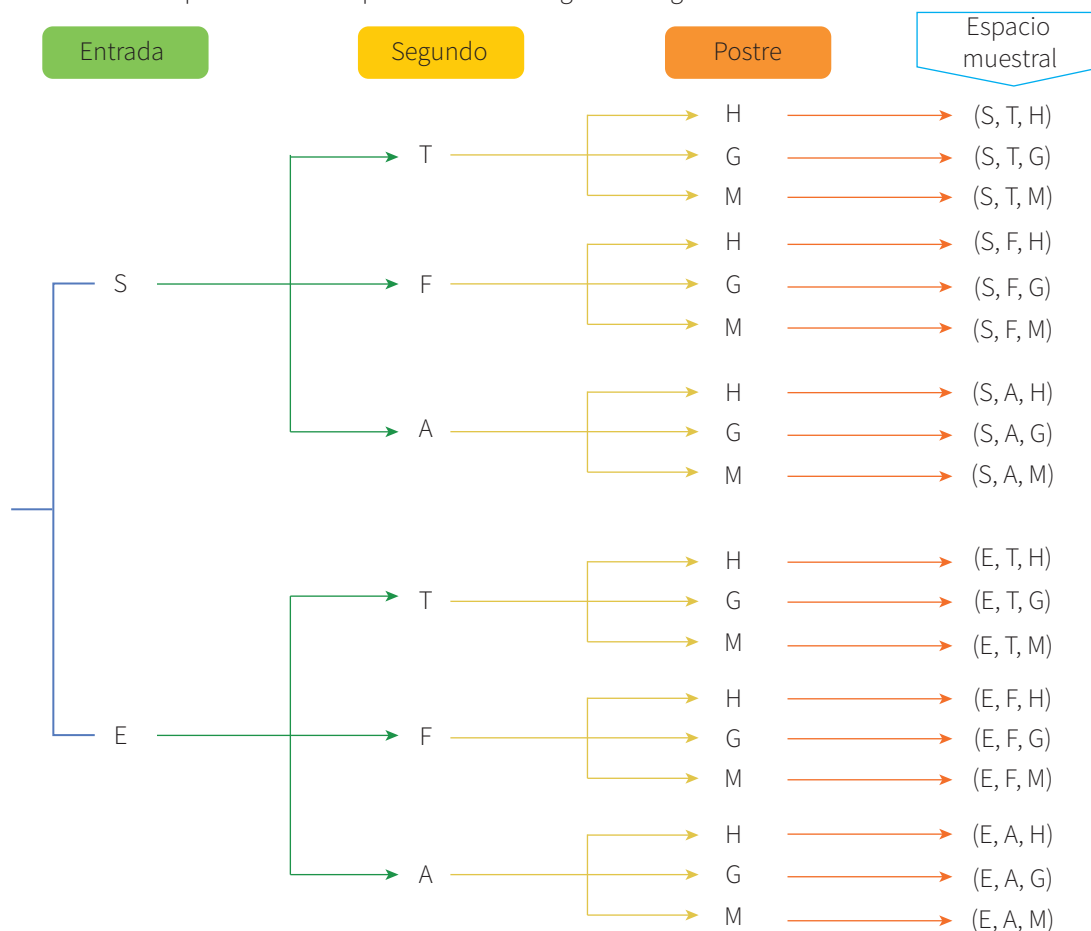 Entrada Segundo Postre Espacio
muestral
H (S, T, H)
T G (S, T, G)
M (S, T, M)
H (S, F, H)
S F G (S, F, G)
M (S, F, M)
H (S, A, H)
A G (S, A, G)
M (S, A, M)
H (E, T, H)
T G (E, T, G)
M (E, T, M)
H (E, F, H)
E F G (E, F, G)
M (E, F, M)
H (E, A, H)
A G (E, A, G)
M (E, A, M)